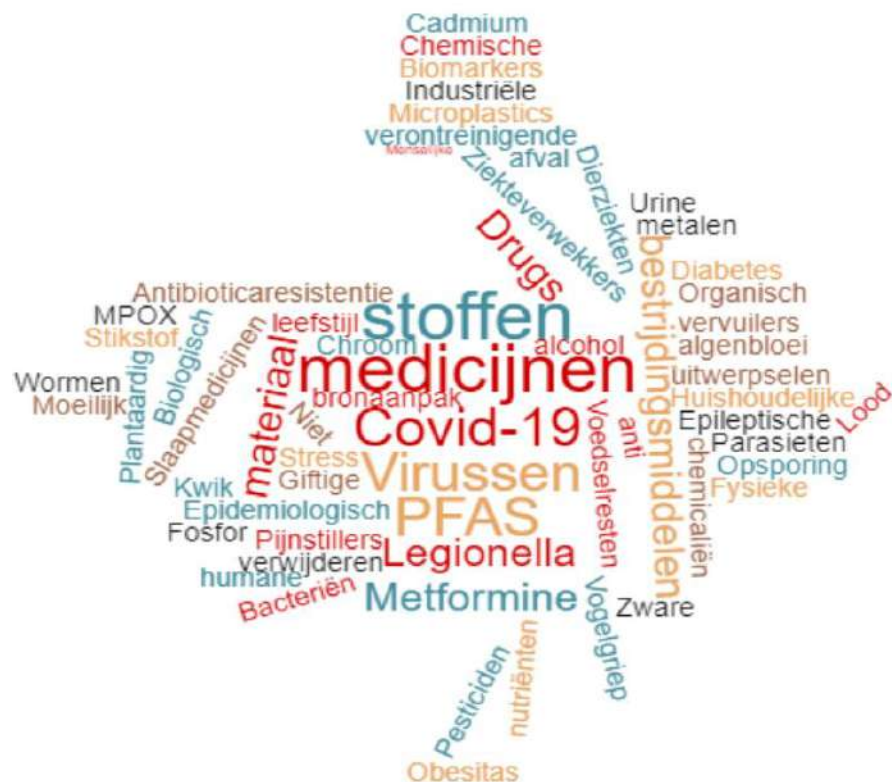 Cadmium
Chemische
Biomarkers
Industriële
Microplastics
verontreinigende
Menselijke
afval
Ziekteverwekkers
Dierziekten
Drugs
Urine
metalen
bestrijdingsmiddelen
Diabetes
Organisch
vervuilers
algenbloei
uitwerpselen
Huishoudelijke
Lood
Epileptische
Parasieten
Opsporing
Fysieke
chemicaliën
Antibioticaresistentie
MPOX
Stikstof
Biologisch
Plantaardig
Slaapmedicijnen
Wormen
Moeilijk
leefstijl
stoffen
Chroom
alcohol
medicijnen
materiaal
bronaanpak
Niet
Covid-19
anti
Voedselresten
Stress
Virussen
Giftige
Kwik
PFAS
Epidemiologisch
Fosfor
Pijnstillers
Legionella
verwijderen
humane
Bacteriën
Metformine
Vogelgriep
Zware
Pesticiden
nutriënten
Obesitas